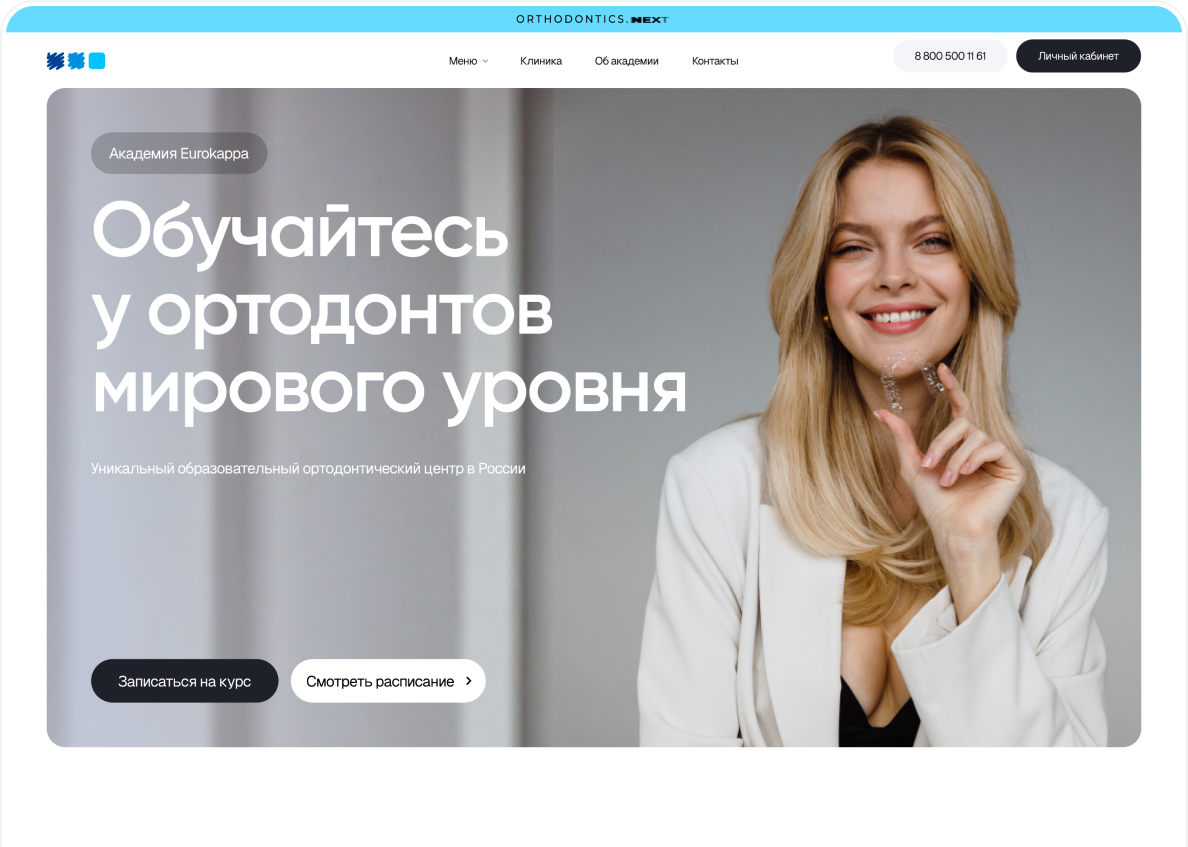 ORTHODONTICS.NEXT
Меню
Клиника
Об академии
Контакты
8 800 500 11 61
Личный кабинет
Академия Eurokappa
Обучайтесь
у ортодонтов
мирового уровня
Уникальный образовательный ортодонтический центр в России
Записаться на курс
Смотреть расписание